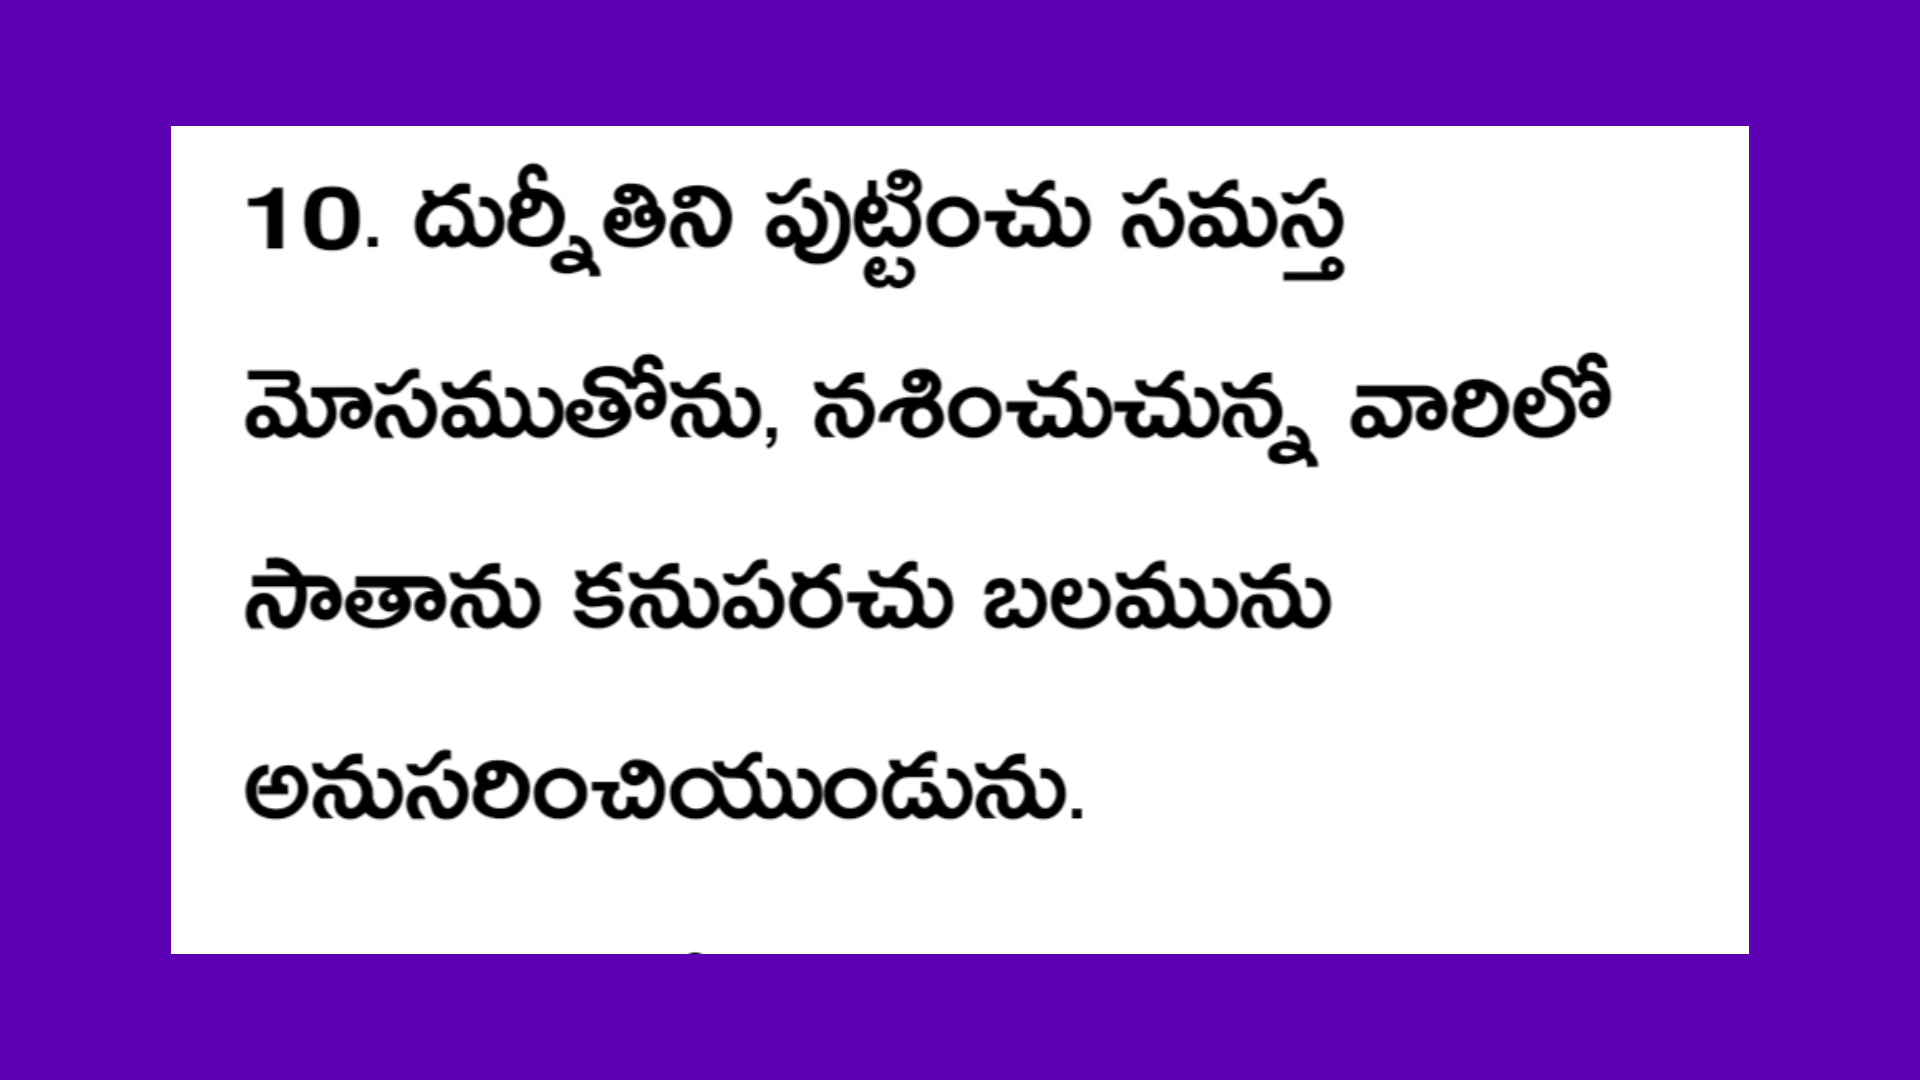 10. దుర్నీతిని పుట్టించు సమస్త
మోసముతోను, నశించుచున్న వారిలో
సాతాను కనుపరచు బలమును
అనుసరించియుండును.